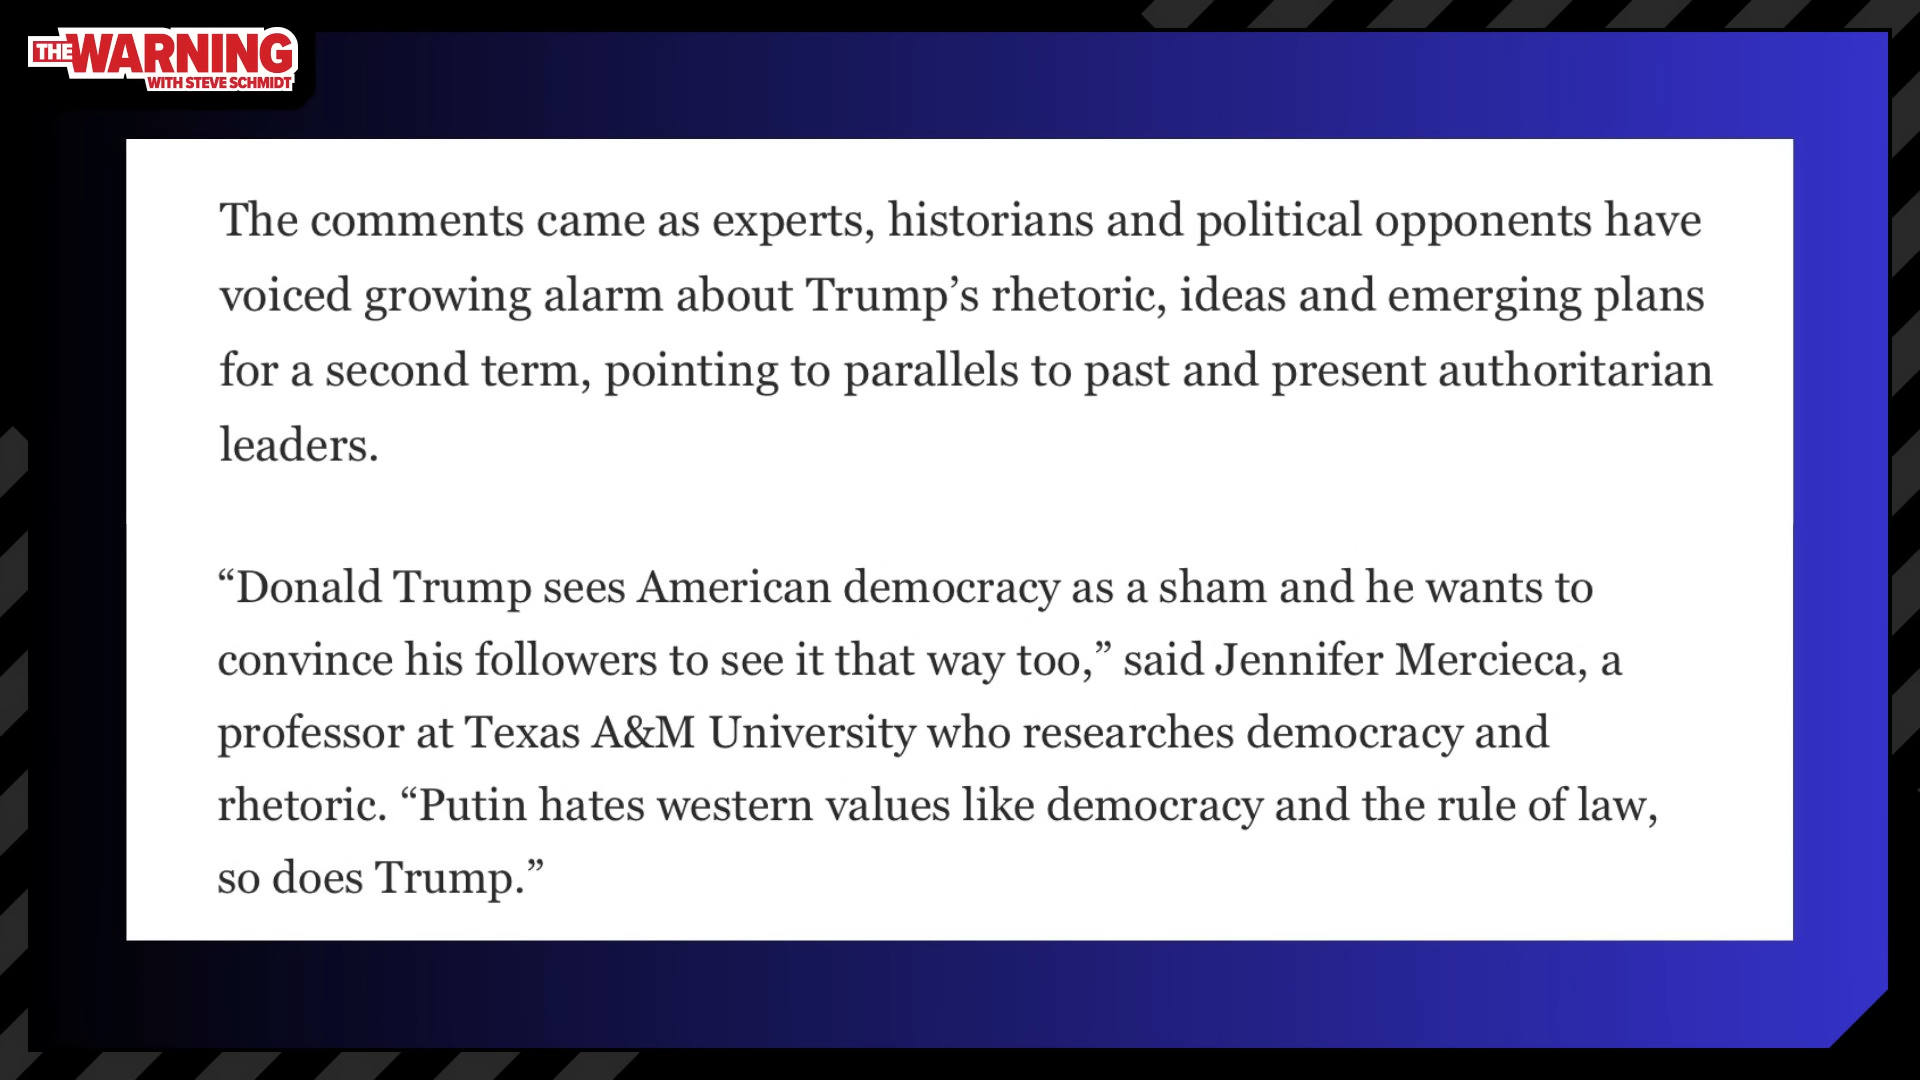 THE WARNING
WITH STEVE SCHMIDT
The comments came as experts, historians and political opponents have
voiced growing alarm about Trump’s rhetoric, ideas and emerging plans
for a second term, pointing to parallels to past and present authoritarian
leaders.
“Donald Trump sees American democracy as a sham and he wants to
convince his followers to see it that way too,” said Jennifer Mercieca, a
professor at Texas A&M University who researches democracy and
rhetoric. “Putin hates western values like democracy and the rule of law,
so does Trump.”